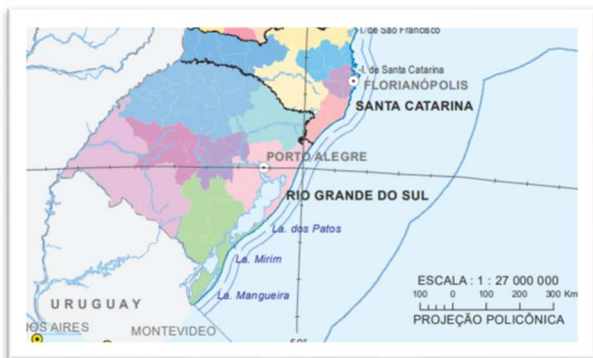 I. de São Francisco
I. de Santa Catarina
FLORIANÓPOLIS
SANTA CATARINA
PORTO ALEGRE
RIO GRANDE DO SUL
La. dos Patos
La. Mirim
La. Mangueira
URUGUAY
MONTEVIDEO
ESCALA : 1 : 27 000 000
100 0 100 200 300 Km
PROJEÇÃO POLICÔNICA